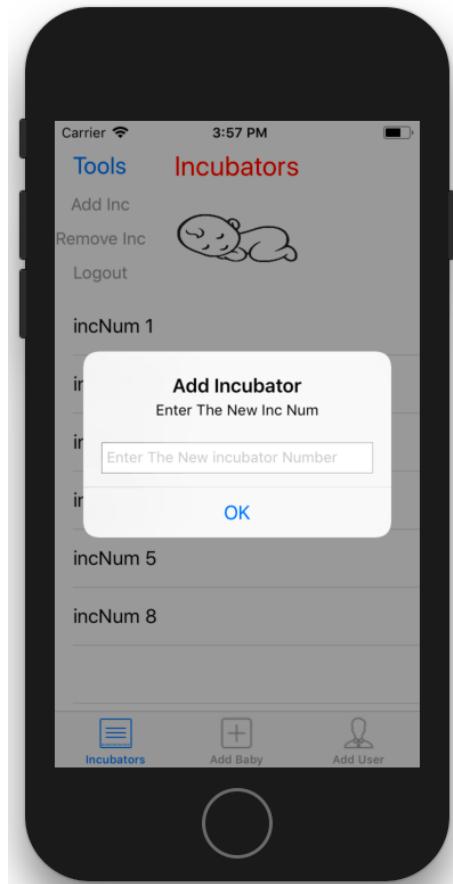 Carrier 3:57 PM
Tools Incubators
Add Inc
Remove Inc
Logout
incNum 1
Add Incubator
Enter The New Inc Num
Enter The New incubator Number
OK
incNum 5
incNum 8
Incubators Add Baby Add User